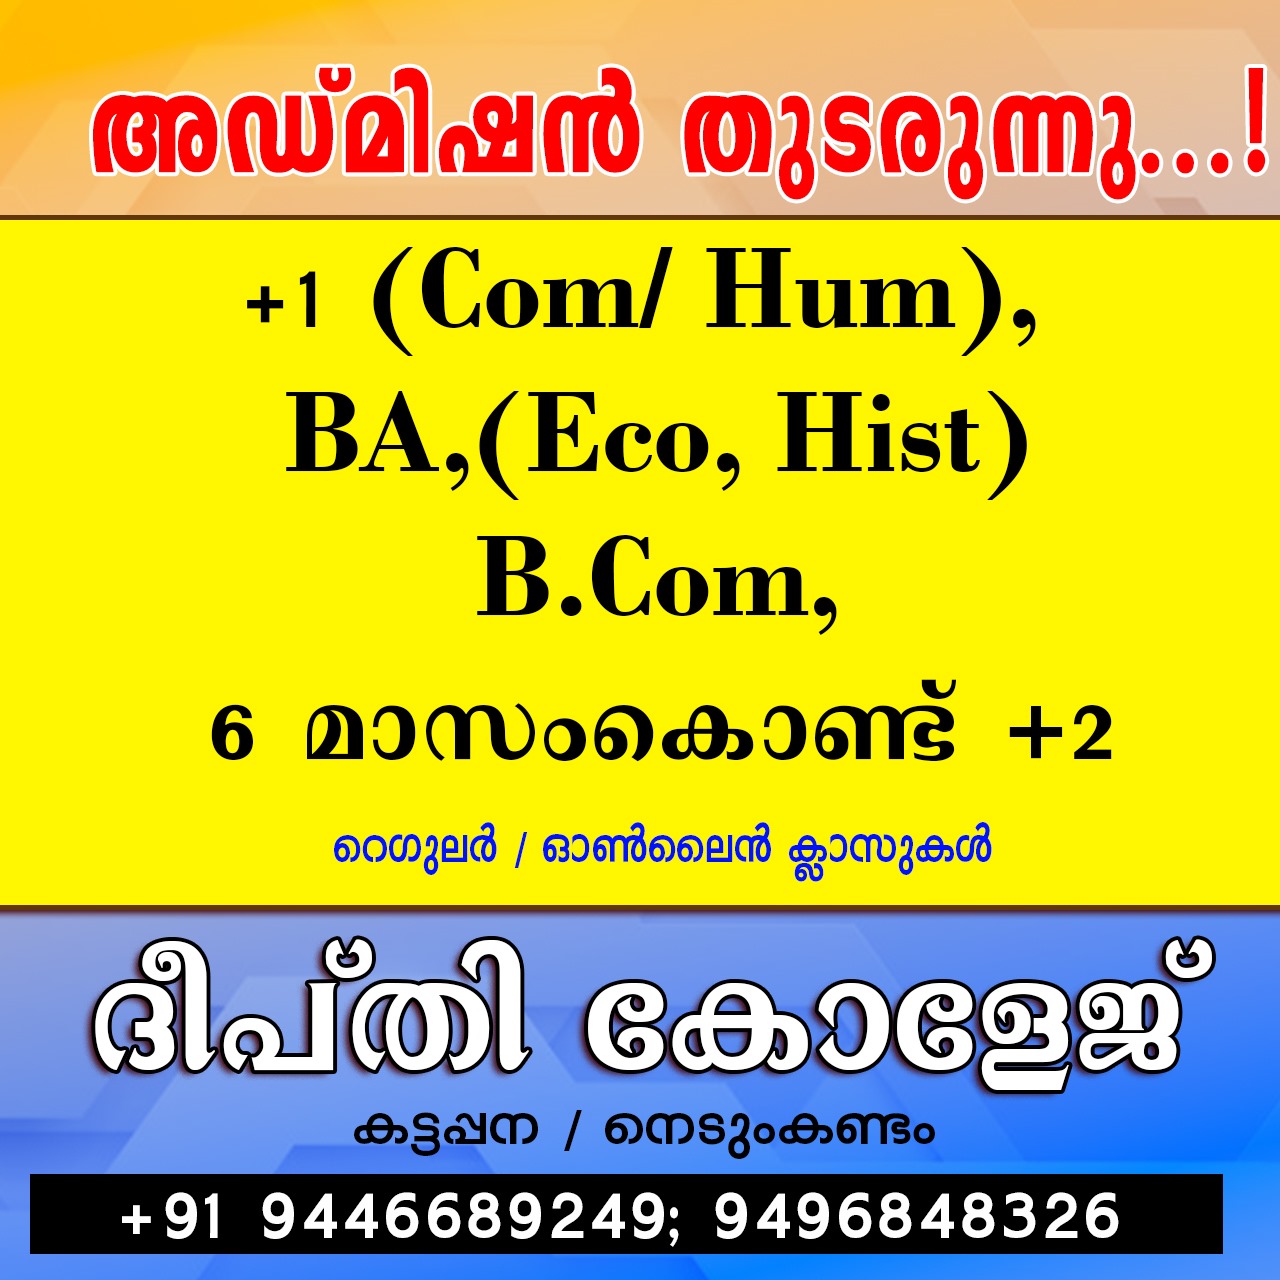 അഡ്മിഷൻ തുടരുന്നു...!
+1 (Com/ Hum),
BA,(Eco, Hist)
B.Com,
6 മാസംകൊണ്ട് +2
റെഗുലർ / ഓൺലൈൻ ക്ലാസുകൾ
ദീപ്തി കോളേജ്
കട്ടപ്പന / നെടുംകണ്ടം
+91 9446689249; 9496848326